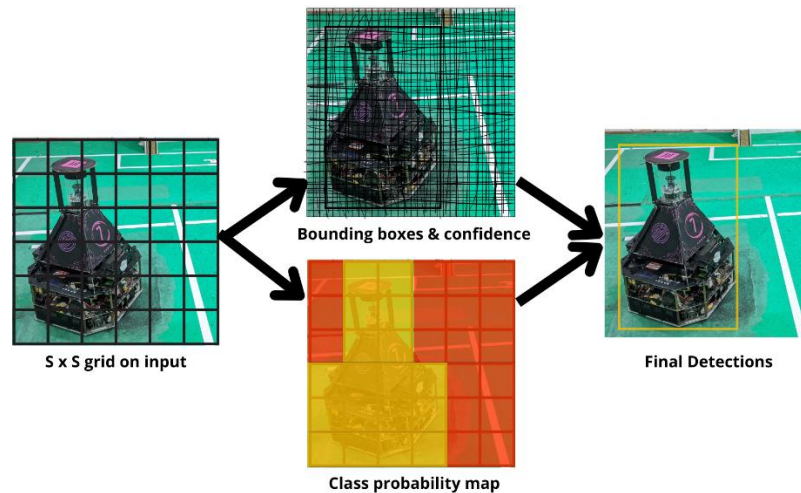 Bounding boxes & confidence
S x S grid on input
Final Detections
Class probability map